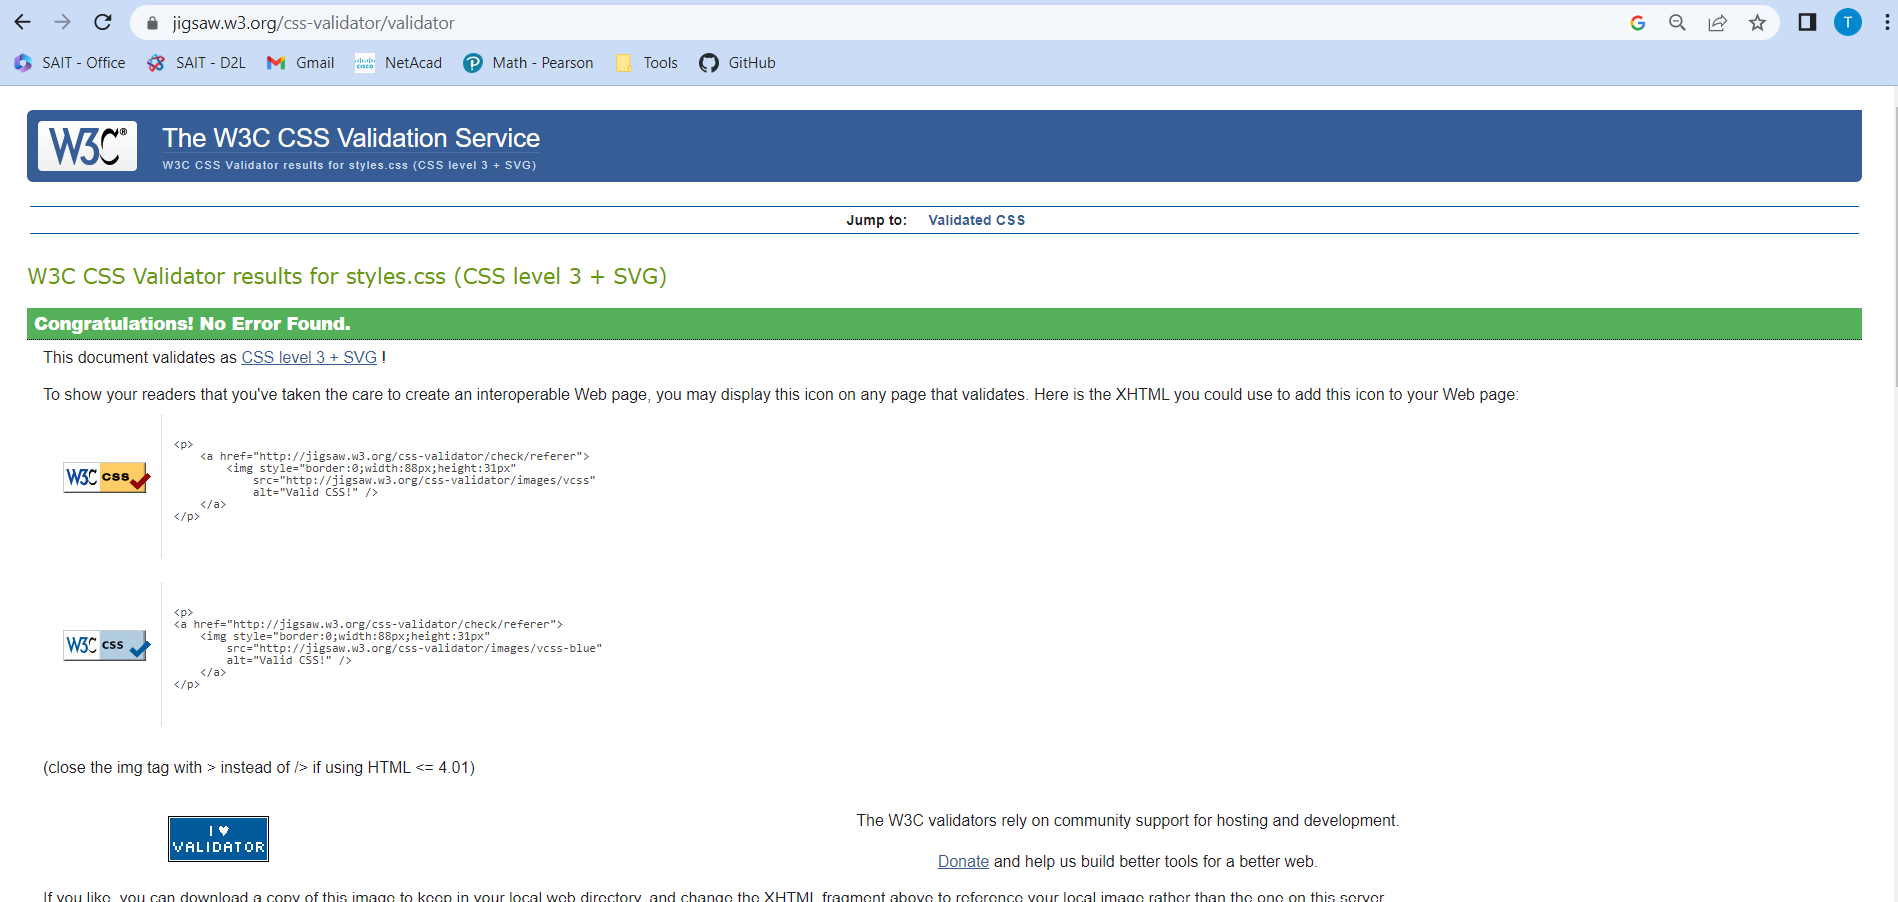 jigsaw.w3.org/css-validator/validator
T
SAIT - Office SAIT - D2L Gmail NetAcad Math - Pearson Tools GitHub
W3C® The W3C CSS Validation Service
W3C CSS Validator results for styles.css (CSS level 3 + SVG)
Jump to: Validated CSS
W3C CSS Validator results for styles.css (CSS level 3 + SVG)
Congratulations! No Error Found.
This document validates as CSS level 3 + SVG !
To show your readers that you've taken the care to create an interoperable Web page, you may display this icon on any page that validates. Here is the XHTML you could use to add this icon to your Web page:
W3C css
<p>
<a href="http://jigsaw.w3.org/css-validator/check/referer">
<img style="border:0;width:88px;height:31px"
src="http://jigsaw.w3.org/css-validator/images/vcss"
alt="Valid CSS!" />
</a>
</p>
W3C css
<p>
<a href="http://jigsaw.w3.org/css-validator/check/referer">
<img style="border:0;width:88px;height:31px"
src="http://jigsaw.w3.org/css-validator/images/vcss-blue"
alt="Valid CSS!" />
</a>
</p>
(close the img tag with > instead of /> if using HTML <= 4.01)
I ♥
VALIDATOR
The W3C validators rely on community support for hosting and development.
Donate and help us build better tools for a better web.
If you like, you can download a copy of this image to keep in your local web directory, and change the XHTML fragment above to reference your local image rather than the one on this server.